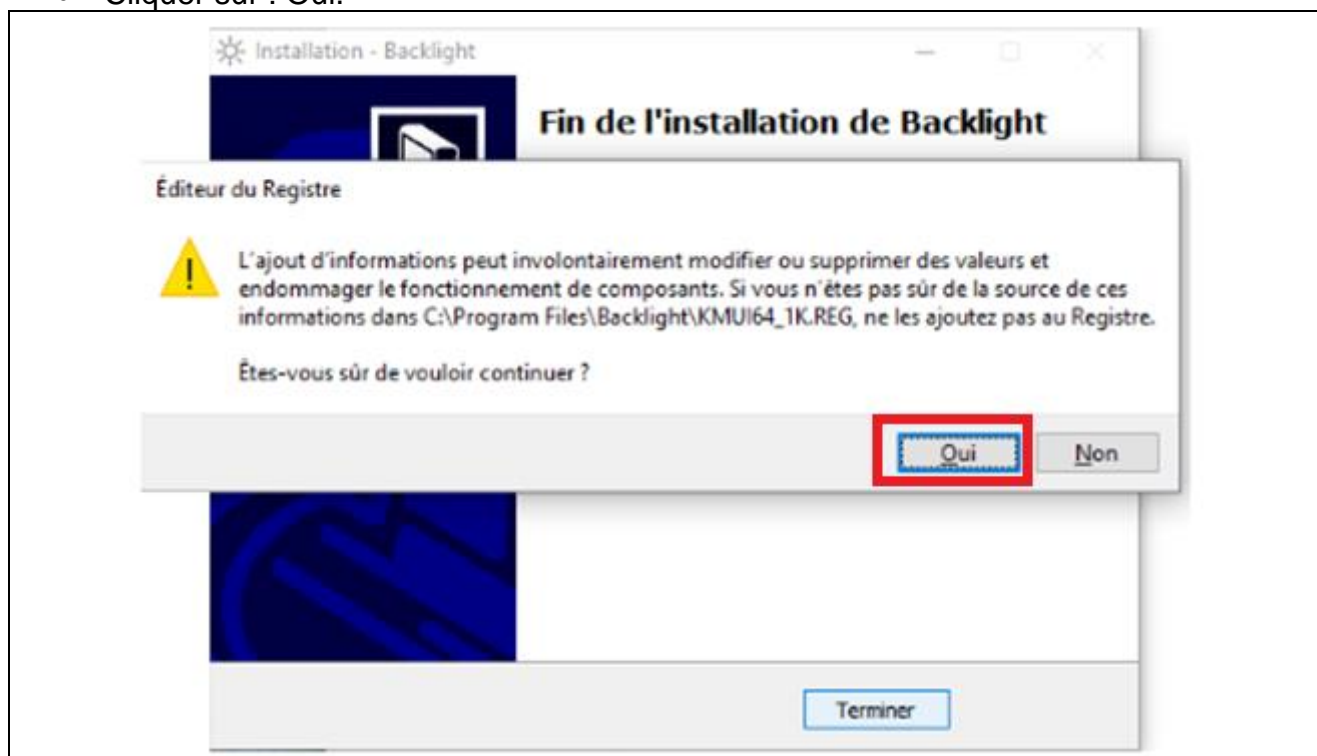 Cliquer sur : Oui.
Installation - Backlight
Fin de l'installation de Backlight
Éditeur du Registre
L'ajout d'informations peut involontairement modifier ou supprimer des valeurs et
endommager le fonctionnement de composants. Si vous n'êtes pas sûr de la source de ces
informations dans C:\Program Files\Backlight\KMUI64_1K.REG, ne les ajoutez pas au Registre.
Êtes-vous sûr de vouloir continuer ?
Oui Non
Terminer